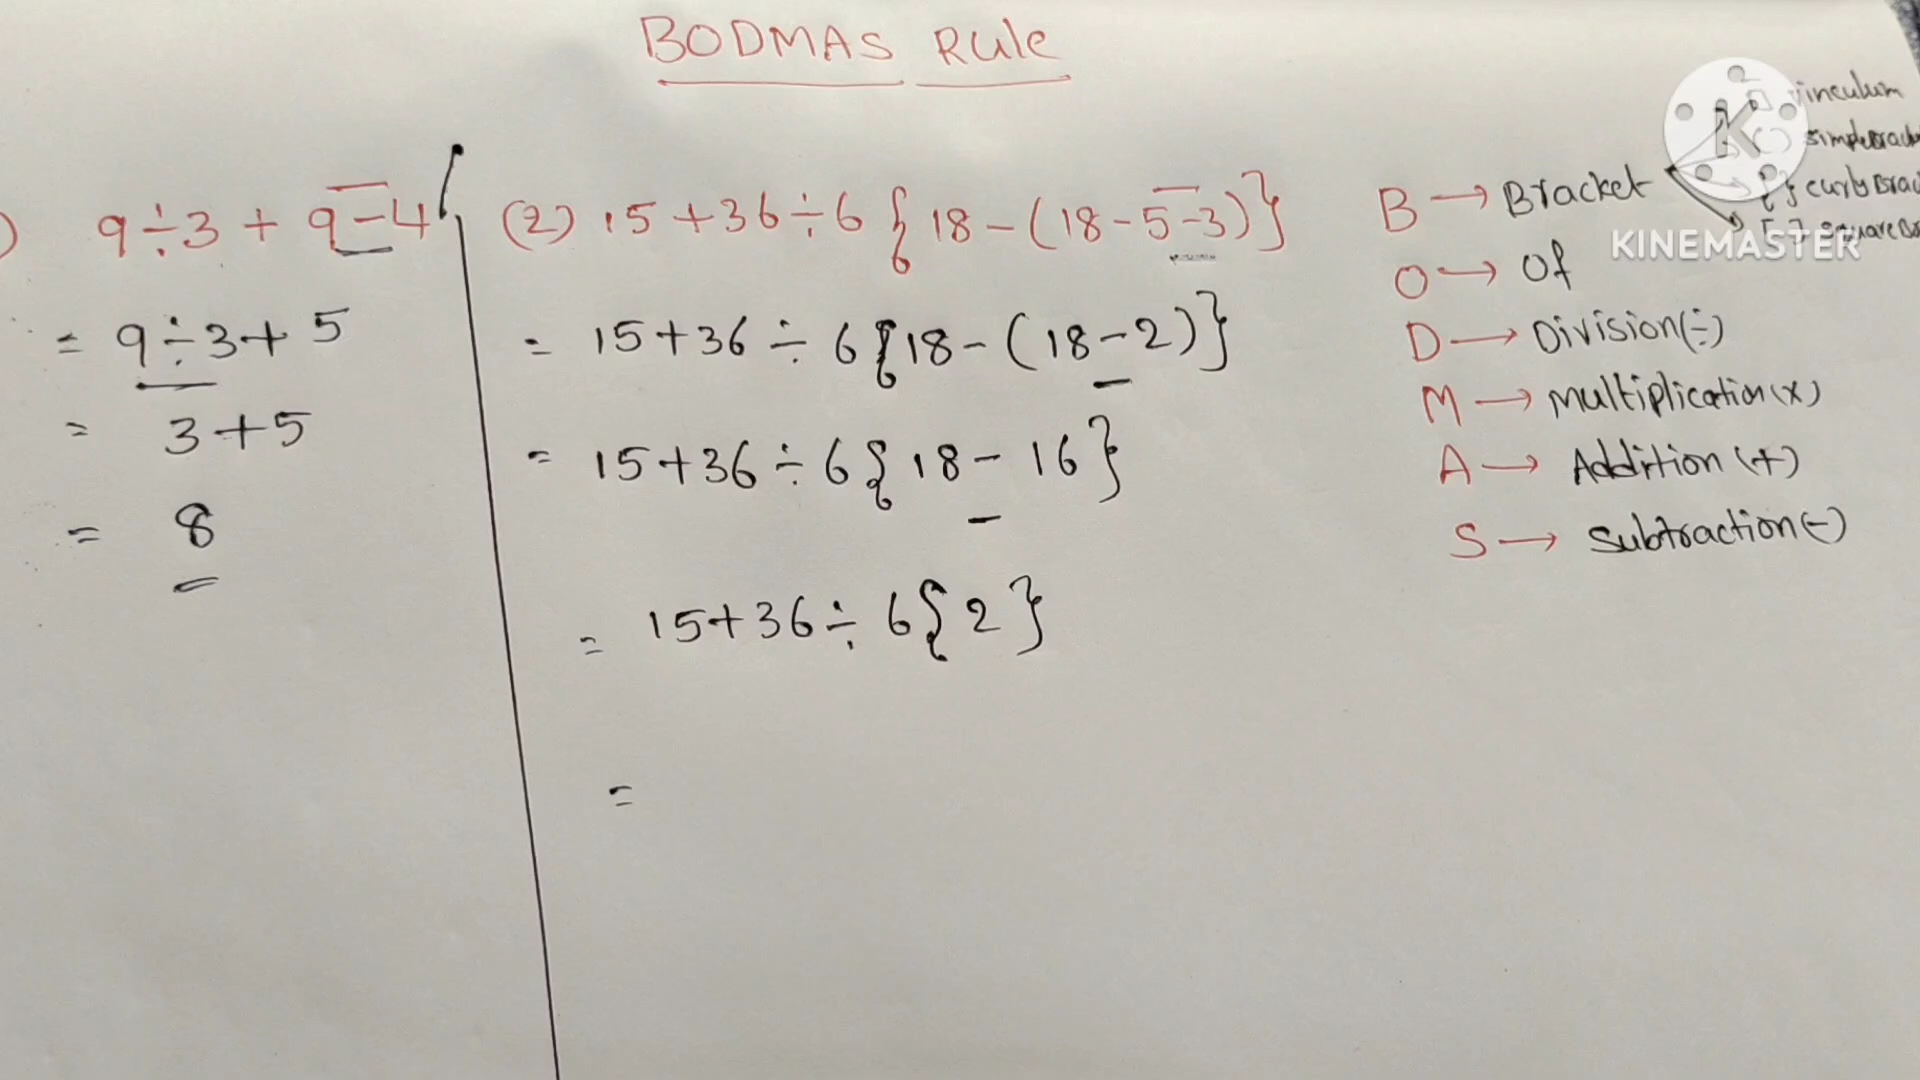 BODMAS Rule
) 9÷3 + 9-4
= 9÷3+5
= 3+5
= 8
(2) 15+36÷6{18-(18-5-3)}
= 15+36÷6{18-(18-2)}
= 15+36÷6{18-16}
= 15+36÷6{2}
=
vinculum
B → Bracket
{} curly
[]
O → Of
D → Division(÷)
M → Multiplication(×)
A → Addition(+)
S → Subtraction(-)
KINEMASTER